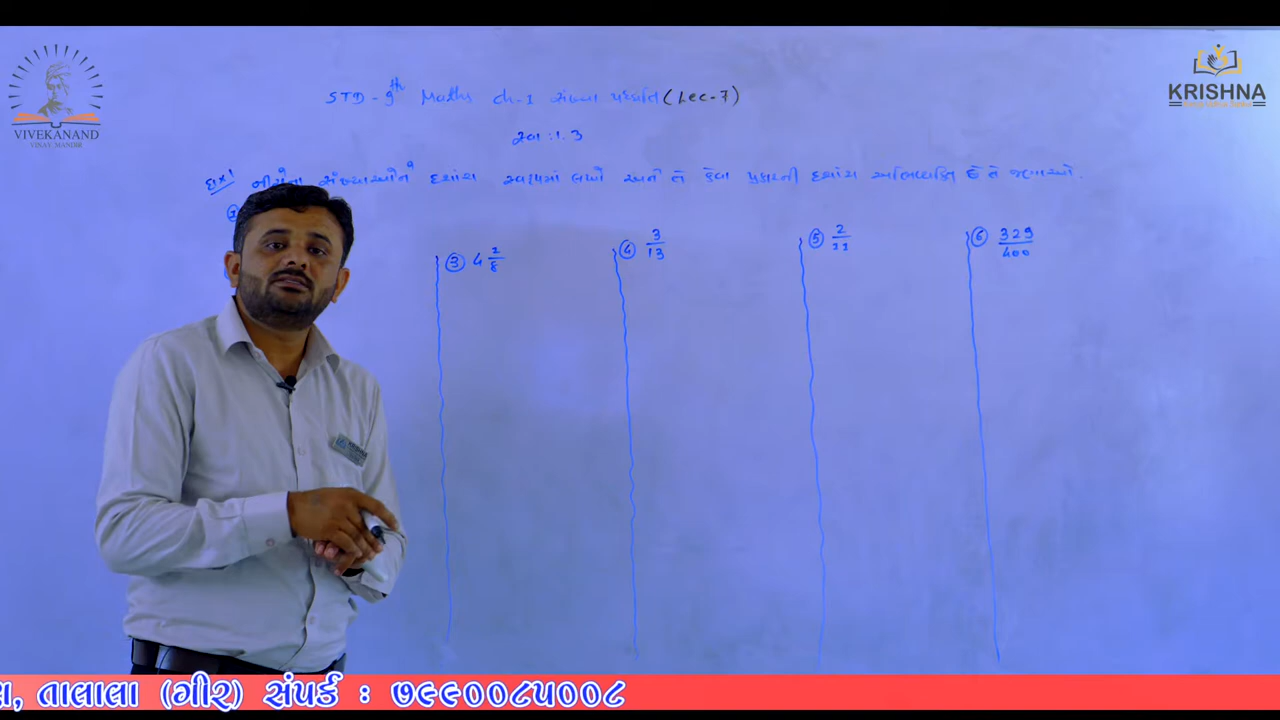 VIVEKANAND
VINAY MANDIR
KRISHNA
STD - 9th Maths ch-1 સંખ્યા પદ્ધતિ (Lec-7)
સ્વા : 1.3
નીચેના સંખ્યાઓને દશાંશ સ્વરૂપમાં લખો અને તે કેવા પ્રકારની દશાંશ અભિવ્યક્તિ છે તે જણાવો.
①
③ 4 2/8
④ 3/13
⑤ 2/11
⑥ 329/400
તાલાલા (ગીર) સંપર્ક : ૭૯૯૦૦૮૫૦૦૮